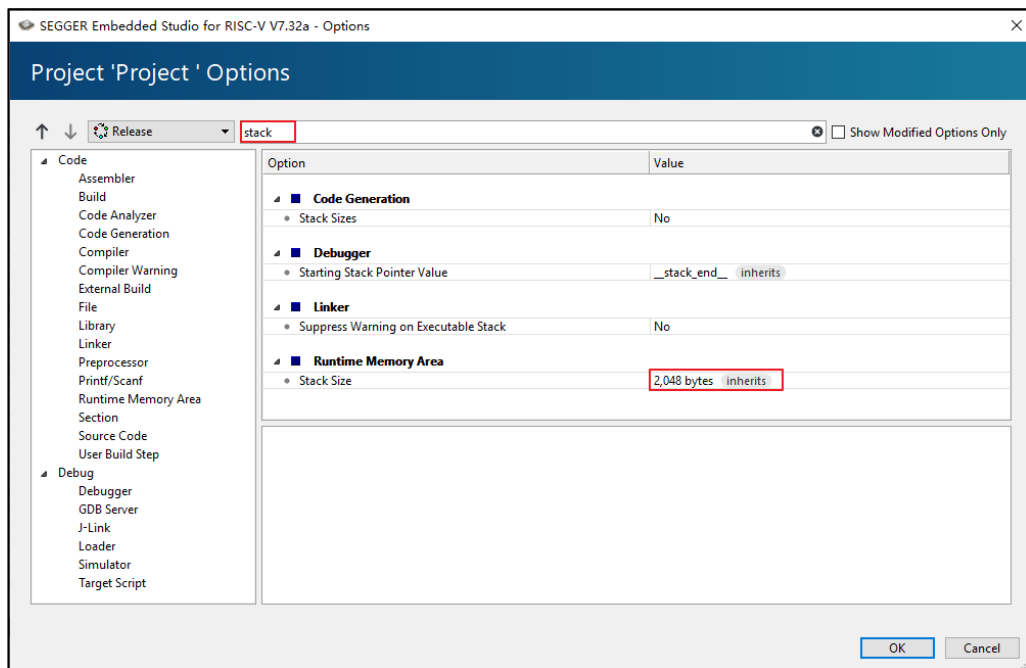 SEGGER Embedded Studio for RISC-V V7.32a - Options
Project 'Project ' Options
Release stack Show Modified Options Only
Code
Assembler
Build
Code Analyzer
Code Generation
Compiler
Compiler Warning
External Build
File
Library
Linker
Preprocessor
Printf/Scanf
Runtime Memory Area
Section
Source Code
User Build Step
Debug
Debugger
GDB Server
J-Link
Loader
Simulator
Target Script
Option Value
Code Generation
Stack Sizes No
Debugger
Starting Stack Pointer Value __stack_end__ inherits
Linker
Suppress Warning on Executable Stack No
Runtime Memory Area
Stack Size 2,048 bytes inherits
OK Cancel